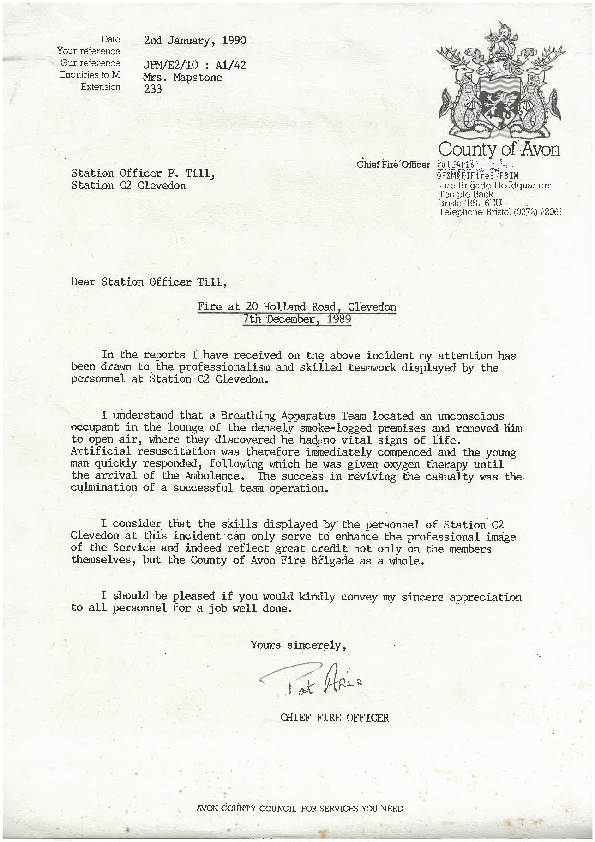 Date 2nd January, 1990
Your reference
Our reference JPM/E2/10 : A1/42
Enquiries to M Mrs. Mapstone
Extension 233
County of Avon
Chief Fire Officer
Brigade Headquarters
Temple Back
Telephone Bristol (0272)
Station Officer P. Till,
Station C2 Clevedon
Dear Station Officer Till,
Fire at 20 Holland Road, Clevedon
7th December, 1989
In the reports I have received on the above incident my attention has
been drawn to the professionalism and skilled teamwork displayed by the
personnel at Station C2 Clevedon.
I understand that a Breathing Apparatus Team located an unconscious
occupant in the lounge of the densely smoke-logged premises and removed him
to open air, where they discovered he had no vital signs of life.
Artificial resuscitation was therefore immediately commenced and the young
man quickly responded, following which he was given oxygen therapy until
the arrival of the Ambulance. The success in reviving the casualty was the
culmination of a successful team operation.
I consider that the skills displayed by the personnel of Station C2
Clevedon at this incident can only serve to enhance the professional image
of the Service and indeed reflect great credit not only on the members
themselves, but the County of Avon Fire Brigade as a whole.
I should be pleased if you would kindly convey my sincere appreciation
to all personnel for a job well done.
Yours sincerely,
CHIEF FIRE OFFICER
AVON COUNTY COUNCIL FOR SERVICES YOU NEED